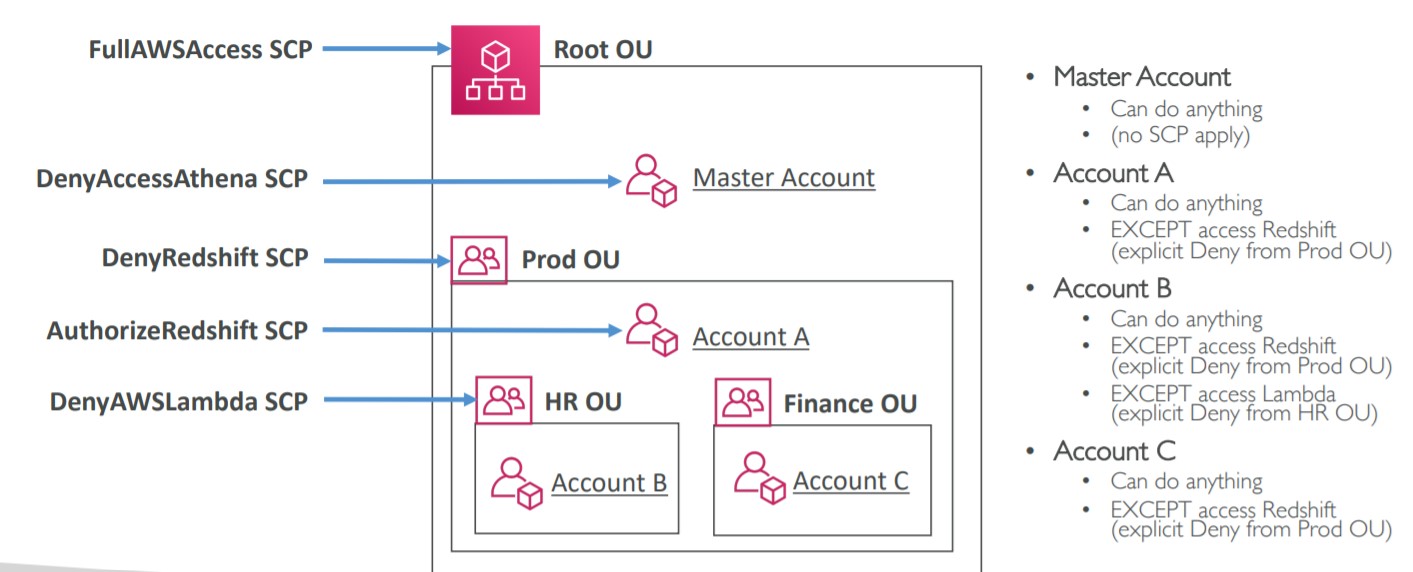 FullAWSAccess SCP
Root OU
DenyAccessAthena SCP
Master Account
DenyRedshift SCP
Prod OU
AuthorizeRedshift SCP
Account A
DenyAWSLambda SCP
HR OU
Finance OU
Account B
Account C
• Master Account
• Can do anything
• (no SCP apply)
• Account A
• Can do anything
• EXCEPT access Redshift
(explicit Deny from Prod OU)
• Account B
• Can do anything
• EXCEPT access Redshift
(explicit Deny from Prod OU)
• EXCEPT access Lambda
(explicit Deny from HR OU)
• Account C
• Can do anything
• EXCEPT access Redshift
(explicit Deny from Prod OU)